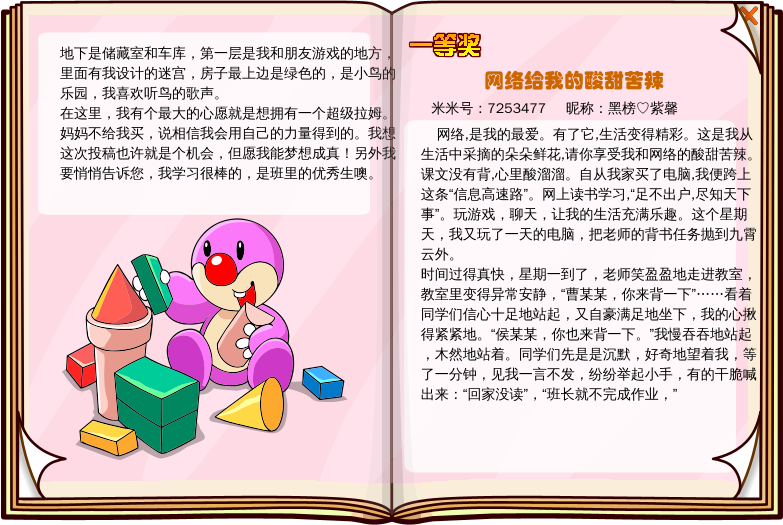 地下是储藏室和车库，第一层是我和朋友游戏的地方，
里面有我设计的迷宫，房子最上边是绿色的，是小鸟的
乐园，我喜欢听鸟的歌声。
在这里，我有个最大的心愿就是想拥有一个超级拉姆。
妈妈不给我买，说相信我会用自己的力量得到的。我想
这次投稿也许就是个机会，但愿我能梦想成真！另外我
要悄悄告诉您，我学习很棒的，是班里的优秀生噢。
一等奖
网络给我的酸甜苦辣
米米号：7253477 昵称：黑榜♡紫馨
网络,是我的最爱。有了它,生活变得精彩。这是我从
生活中采摘的朵朵鲜花,请你享受我和网络的酸甜苦辣。
课文没有背,心里酸溜溜。自从我家买了电脑,我便跨上
这条“信息高速路”。网上读书学习,“足不出户,尽知天下
事”。玩游戏，聊天，让我的生活充满乐趣。这个星期
天，我又玩了一天的电脑，把老师的背书任务抛到九霄
云外。
时间过得真快，星期一到了，老师笑盈盈地走进教室，
教室里变得异常安静，“曹某某，你来背一下”……看着
同学们信心十足地站起，又自豪满足地坐下，我的心揪
得紧紧地。“侯某某，你也来背一下。”我慢吞吞地站起
，木然地站着。同学们先是是沉默，好奇地望着我，等
了一分钟，见我一言不发，纷纷举起小手，有的干脆喊
出来：“回家没读”，“班长就不完成作业，”